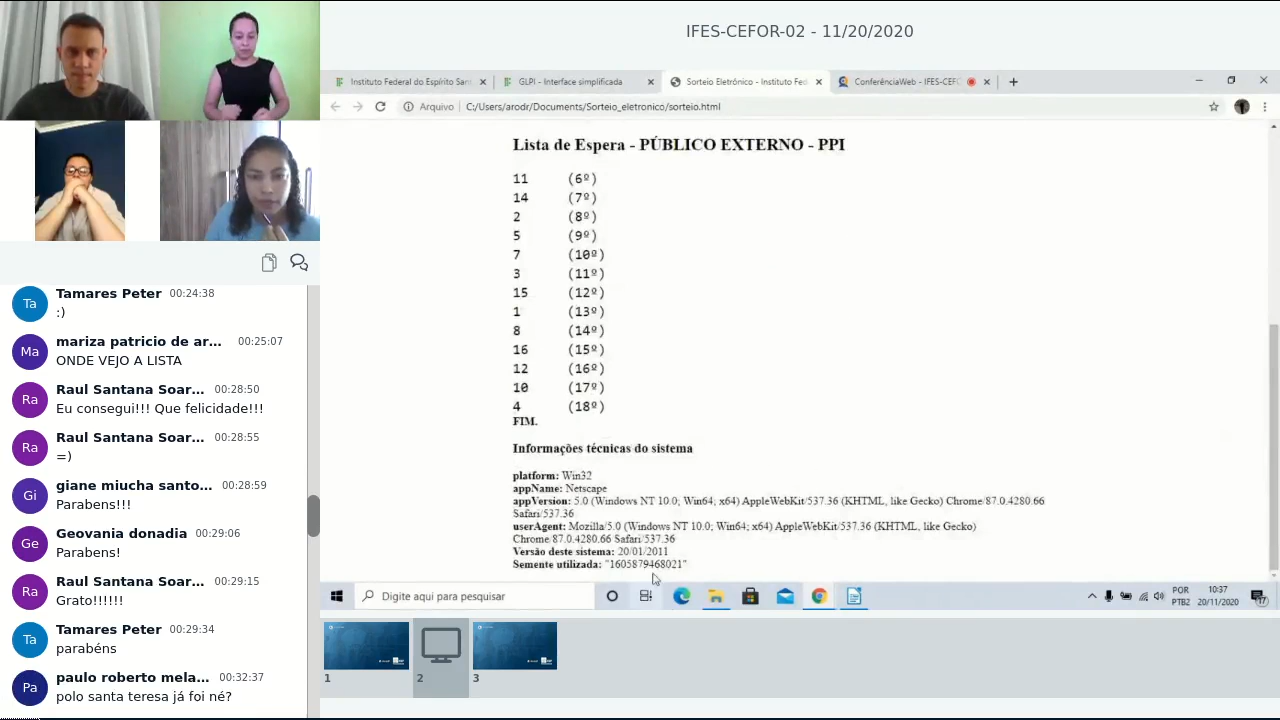 IFES-CEFOR-02 - 11/20/2020
Instituto Federal do Espírito San
GLPI - Interface simplificada
Sorteio Eletrônico - Instituto Fed
ConferênciaWeb - IFES-CEFO
Arquivo
C:/Users/arodr/Documents/Sorteio_eletronico/sorteio.html
Lista de Espera - PÚBLICO EXTERNO - PPI
11 (6º)
14 (7º)
2 (8º)
5 (9º)
7 (10º)
3 (11º)
15 (12º)
1 (13º)
8 (14º)
16 (15º)
12 (16º)
10 (17º)
4 (18º)
FIM.
Informações técnicas do sistema
platform: Win32
appName: Netscape
appVersion: 5.0 (Windows NT 10.0; Win64; x64) AppleWebKit/537.36 (KHTML, like Gecko) Chrome/87.0.4280.66
Safari/537.36
userAgent: Mozilla/5.0 (Windows NT 10.0; Win64; x64) AppleWebKit/537.36 (KHTML, like Gecko)
Chrome/87.0.4280.66 Safari/537.36
Versão deste sistema: 20/01/2011
Semente utilizada: "1605879468021"
Digite aqui para pesquisar
POR
PTB2
10:37
20/11/2020
17
1
2
3
Ta
Tamares Peter 00:24:38
:)
Ma
mariza patricio de ar... 00:25:07
ONDE VEJO A LISTA
Ra
Raul Santana Soar... 00:28:50
Eu consegui!!! Que felicidade!!!
Ra
Raul Santana Soar... 00:28:55
=)
Gi
giane miucha santo... 00:28:59
Parabens!!!
Ge
Geovania donadia 00:29:06
Parabens!
Ra
Raul Santana Soar... 00:29:15
Grato!!!!!!
Ta
Tamares Peter 00:29:34
parabéns
Pa
paulo roberto mela... 00:32:37
polo santa teresa já foi né?